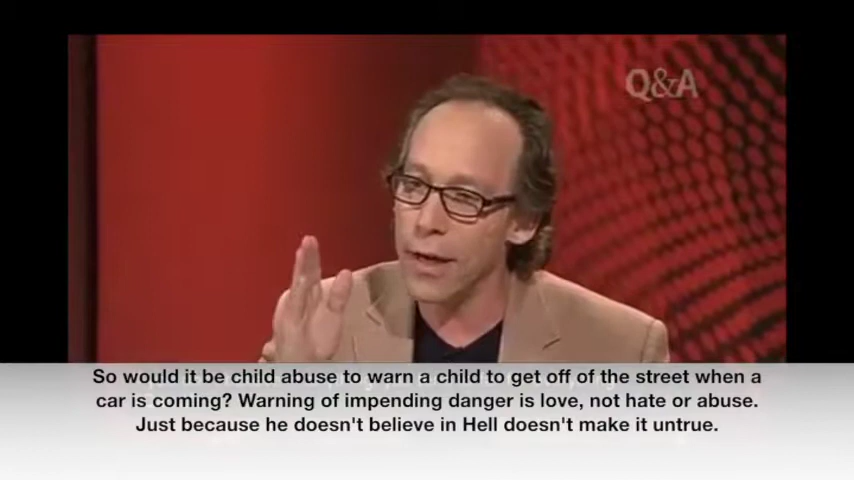 Q&A
So would it be child abuse to warn a child to get off of the street when a
car is coming? Warning of impending danger is love, not hate or abuse.
Just because he doesn't believe in Hell doesn't make it untrue.